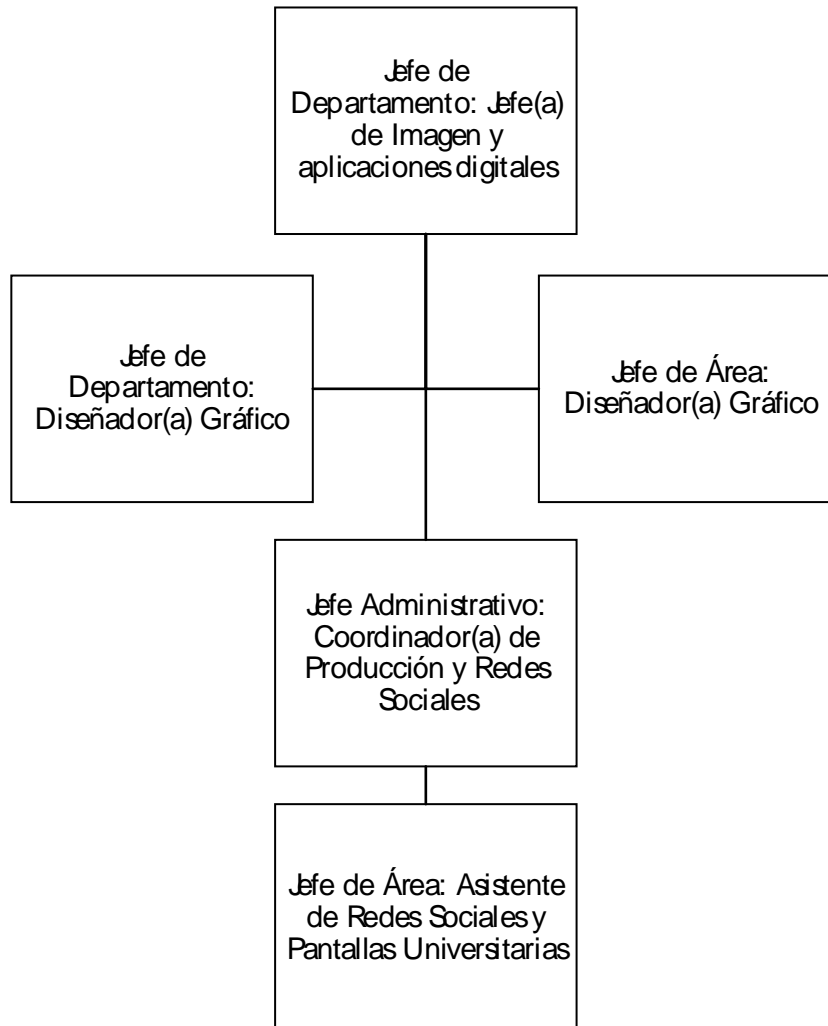 Jefe de
Departamento: Jefe(a)
de Imagen y
aplicaciones digitales
Jefe de
Departamento:
Diseñador(a) Gráfico
Jefe de Área:
Diseñador(a) Gráfico
Jefe Administrativo:
Coordinador(a) de
Producción y Redes
Sociales
Jefe de Área: Asistente
de Redes Sociales y
Pantallas Universitarias